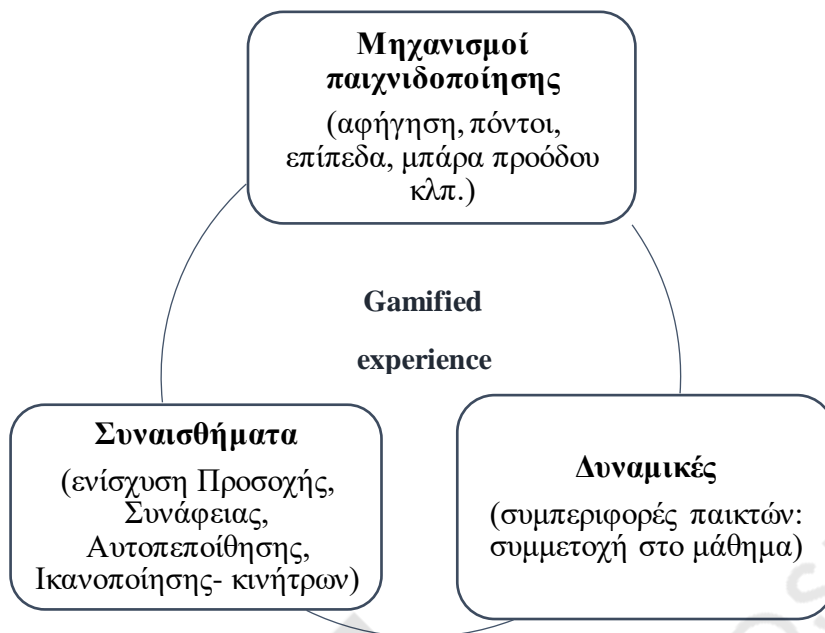 Μηχανισμοί
παιχνιδοποίησης
(αφήγηση, πόντοι,
επίπεδα, μπάρα προόδου
κλπ.)
Gamified
experience
Συναισθήματα
(ενίσχυση Προσοχής,
Συνάφειας,
Αυτοπεποίθησης,
Ικανοποίησης- κινήτρων)
Δυναμικές
(συμπεριφορές παικτών:
συμμετοχή στο μάθημα)